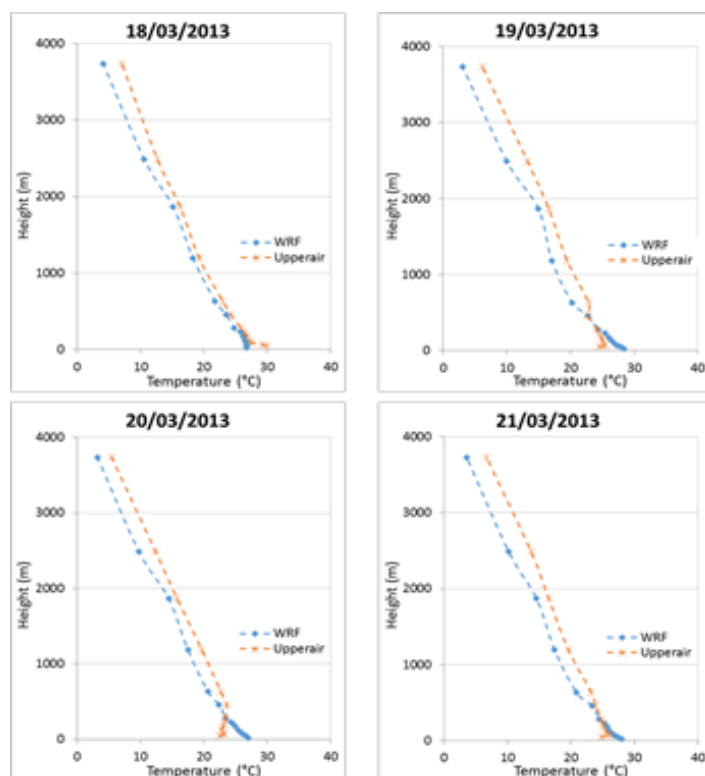 18/03/2013
4000
3000
2000
1000
0
Height (m)
WRF
Upperair
0 10 20 30 40
Temperature (°C)
19/03/2013
4000
3000
2000
1000
0
Height (m)
WRF
Upperair
0 10 20 30 40
Temperature (°C)
20/03/2013
4000
3000
2000
1000
0
Height (m)
WRF
Upperair
0 10 20 30 40
Temperature (°C)
21/03/2013
4000
3000
2000
1000
0
Height (m)
WRF
Upperair
0 10 20 30 40
Temperature (°C)